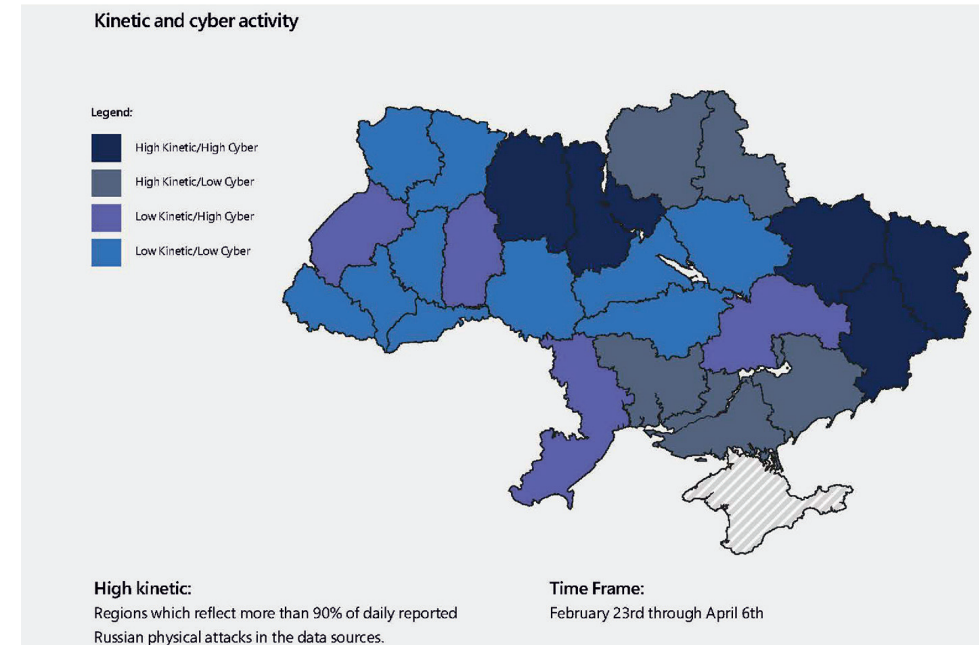 Kinetic and cyber activity
Legend:
High Kinetic/High Cyber
High Kinetic/Low Cyber
Low Kinetic/High Cyber
Low Kinetic/Low Cyber
High kinetic:
Regions which reflect more than 90% of daily reported
Russian physical attacks in the data sources.
Time Frame:
February 23rd through April 6th